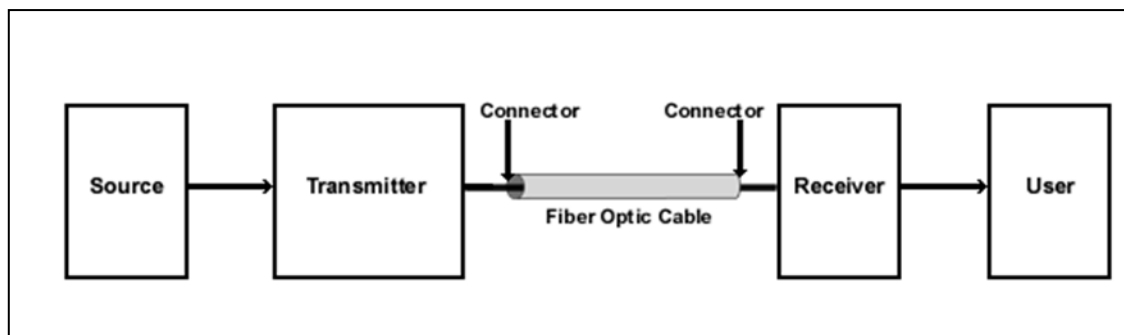 Connector
Connector
Source
Transmitter
Receiver
User
Fiber Optic Cable